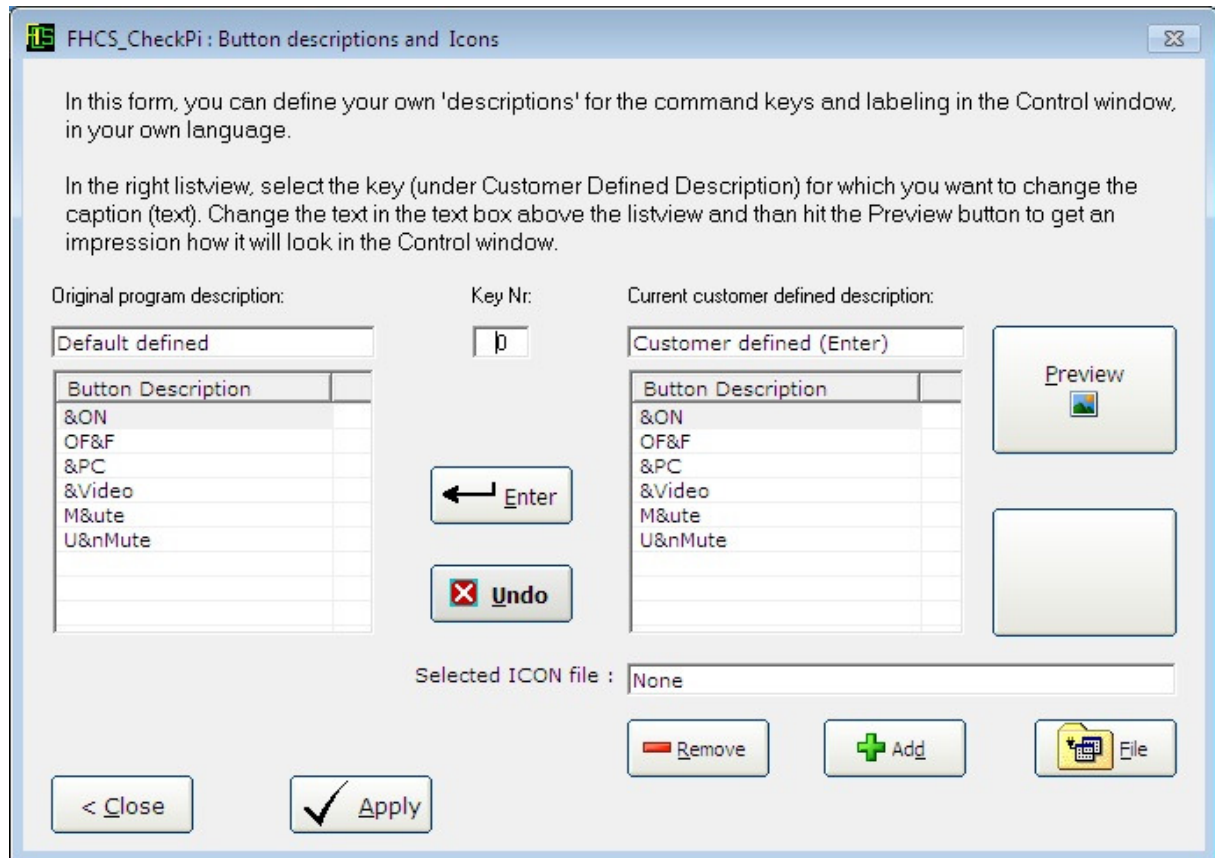 FHCS_CheckPi : Button descriptions and Icons
In this form, you can define your own 'descriptions' for the command keys and labeling in the Control window,
in your own language.
In the right listview, select the key (under Customer Defined Description) for which you want to change the
caption (text). Change the text in the text box above the listview and than hit the Preview button to get an
impression how it will look in the Control window.
Original program description:
Key Nr:
Current customer defined description:
Default defined
0
Customer defined (Enter)
Preview
Button Description
&ON
OF&F
&PC
&Video
M&ute
U&nMute
Enter
Undo
Button Description
&ON
OF&F
&PC
&Video
M&ute
U&nMute
Selected ICON file :
None
Remove
Add
File
< Close
Apply